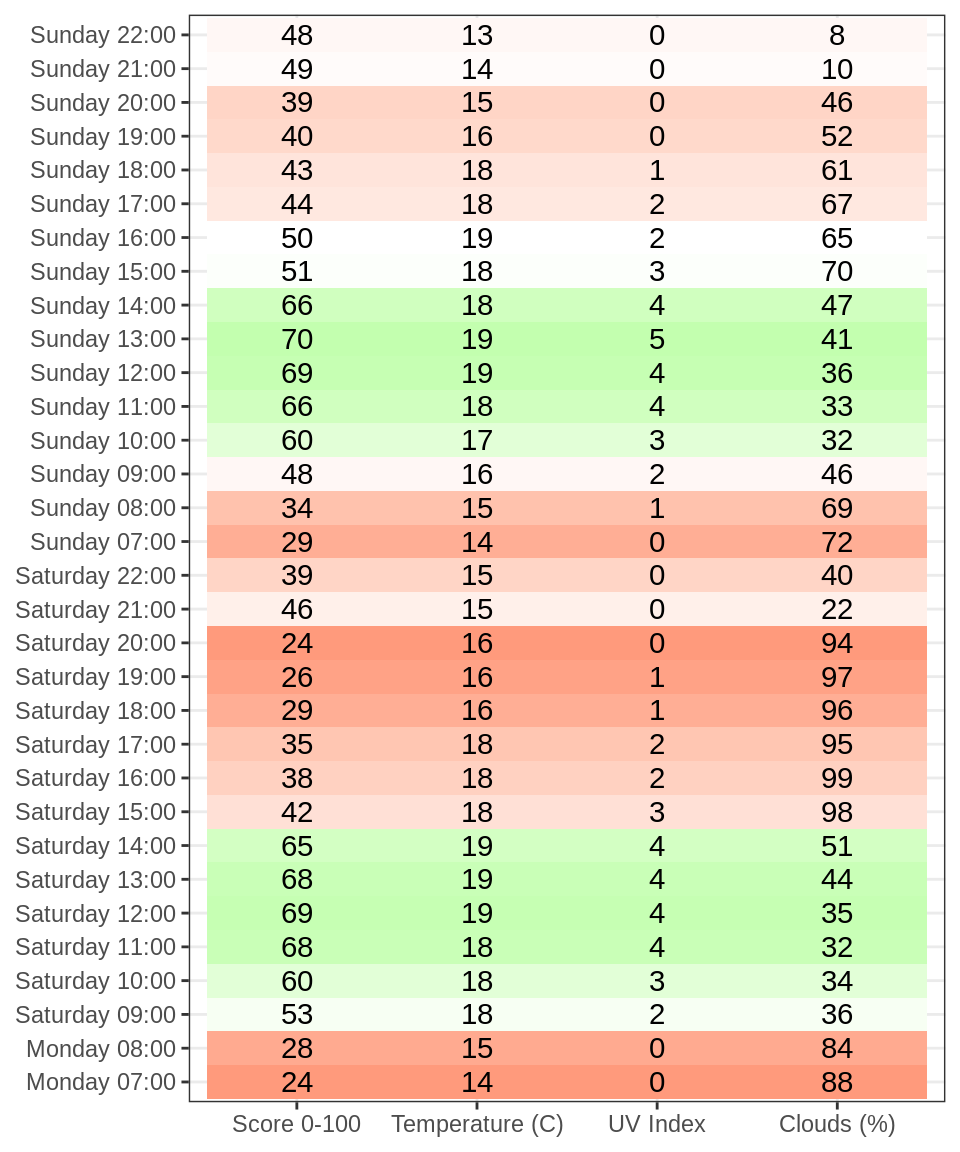 Sunday 22:00 48 13 0 8
Sunday 21:00 49 14 0 10
Sunday 20:00 39 15 0 46
Sunday 19:00 40 16 0 52
Sunday 18:00 43 18 1 61
Sunday 17:00 44 18 2 67
Sunday 16:00 50 19 2 65
Sunday 15:00 51 18 3 70
Sunday 14:00 66 18 4 47
Sunday 13:00 70 19 5 41
Sunday 12:00 69 19 4 36
Sunday 11:00 66 18 4 33
Sunday 10:00 60 17 3 32
Sunday 09:00 48 16 2 46
Sunday 08:00 34 15 1 69
Sunday 07:00 29 14 0 72
Saturday 22:00 39 15 0 40
Saturday 21:00 46 15 0 22
Saturday 20:00 24 16 0 94
Saturday 19:00 26 16 1 97
Saturday 18:00 29 16 1 96
Saturday 17:00 35 18 2 95
Saturday 16:00 38 18 2 99
Saturday 15:00 42 18 3 98
Saturday 14:00 65 19 4 51
Saturday 13:00 68 19 4 44
Saturday 12:00 69 19 4 35
Saturday 11:00 68 18 4 32
Saturday 10:00 60 18 3 34
Saturday 09:00 53 18 2 36
Monday 08:00 28 15 0 84
Monday 07:00 24 14 0 88
Score 0-100 Temperature (C) UV Index Clouds (%)